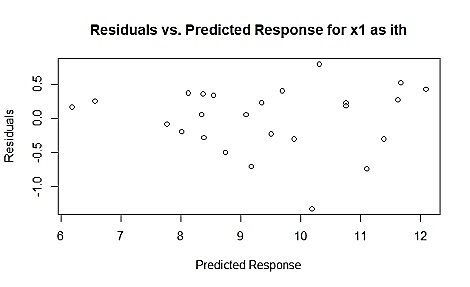 Residuals vs. Predicted Response for x1 as ith
Residuals
0.5
0.0
-0.5
-1.0
6 7 8 9 10 11 12
Predicted Response